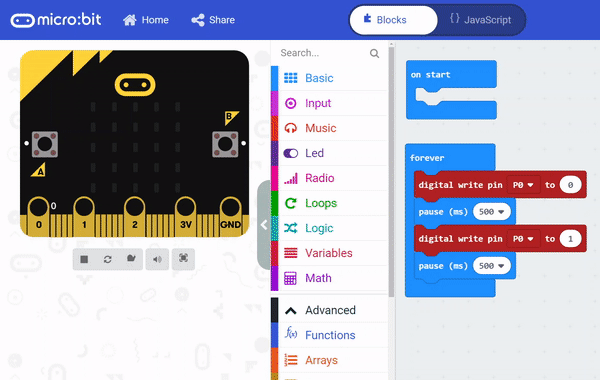 micro:bit Home Share Blocks {} JavaScript
Search...
Basic
Input
Music
Led
Radio
Loops
Logic
Variables
Math
Advanced
f(x) Functions
Arrays
B
A
0
0 1 2 3V GND
on start
forever
digital write pin P0 to 0
pause (ms) 500
digital write pin P0 to 1
pause (ms) 500